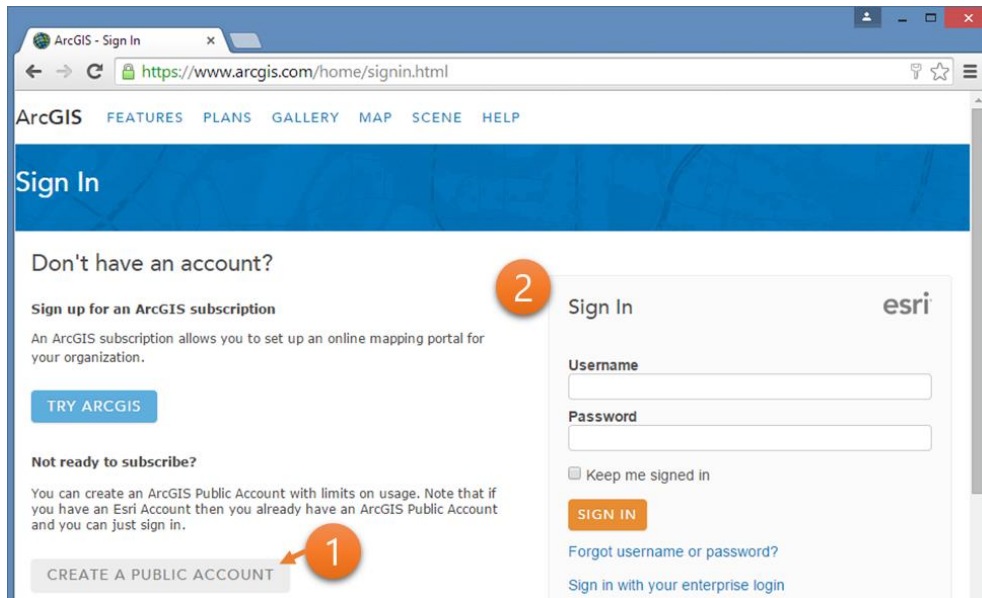 ArcGIS - Sign In
https://www.arcgis.com/home/signin.html
ArcGIS FEATURES PLANS GALLERY MAP SCENE HELP
Sign In
Don't have an account?
Sign up for an ArcGIS subscription
An ArcGIS subscription allows you to set up an online mapping portal for
your organization.
TRY ARCGIS
Not ready to subscribe?
You can create an ArcGIS Public Account with limits on usage. Note that if
you have an Esri Account then you already have an ArcGIS Public Account
and you can just sign in.
1
CREATE A PUBLIC ACCOUNT
2
Sign In
esri
Username
Password
Keep me signed in
SIGN IN
Forgot username or password?
Sign in with your enterprise login